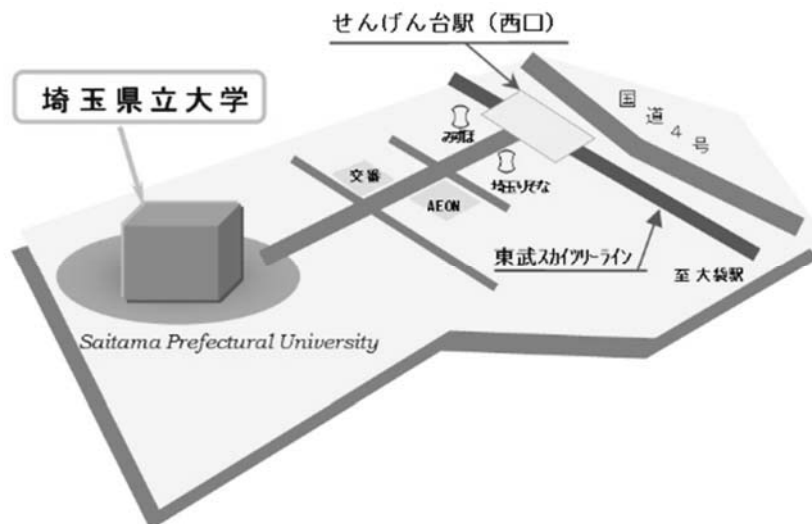 せんげん台駅（西口）
埼玉県立大学
国道4号
みずほ
交番
埼玉りそな
AEON
東武スカイツリーライン
至 大袋駅
Saitama Prefectural University